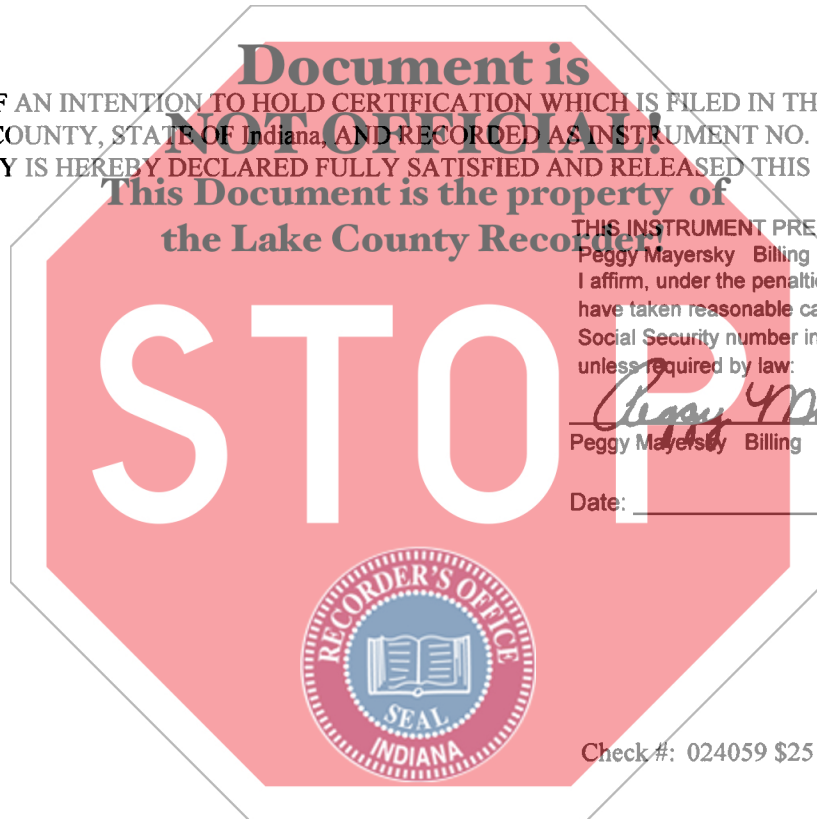 Document is
F AN INTENTION TO HOLD CERTIFICATION WHICH IS FILED IN TH
NOT OFFICIAL!
COUNTY, STATE OF Indiana, AND RECORDED AS INSTRUMENT NO.
Y IS HEREBY DECLARED FULLY SATISFIED AND RELEASED THIS
This Document is the property of
the Lake County Recorder!
THIS INSTRUMENT PRE
Peggy Mayersky Billing
I affirm, under the penaltie
have taken reasonable ca
Social Security number in
unless required by law:
STOP
Peggy
Peggy Mayersky Billing
Date:
RECORDER'S OFFICE
SEAL
INDIANA
Check #: 024059 $25